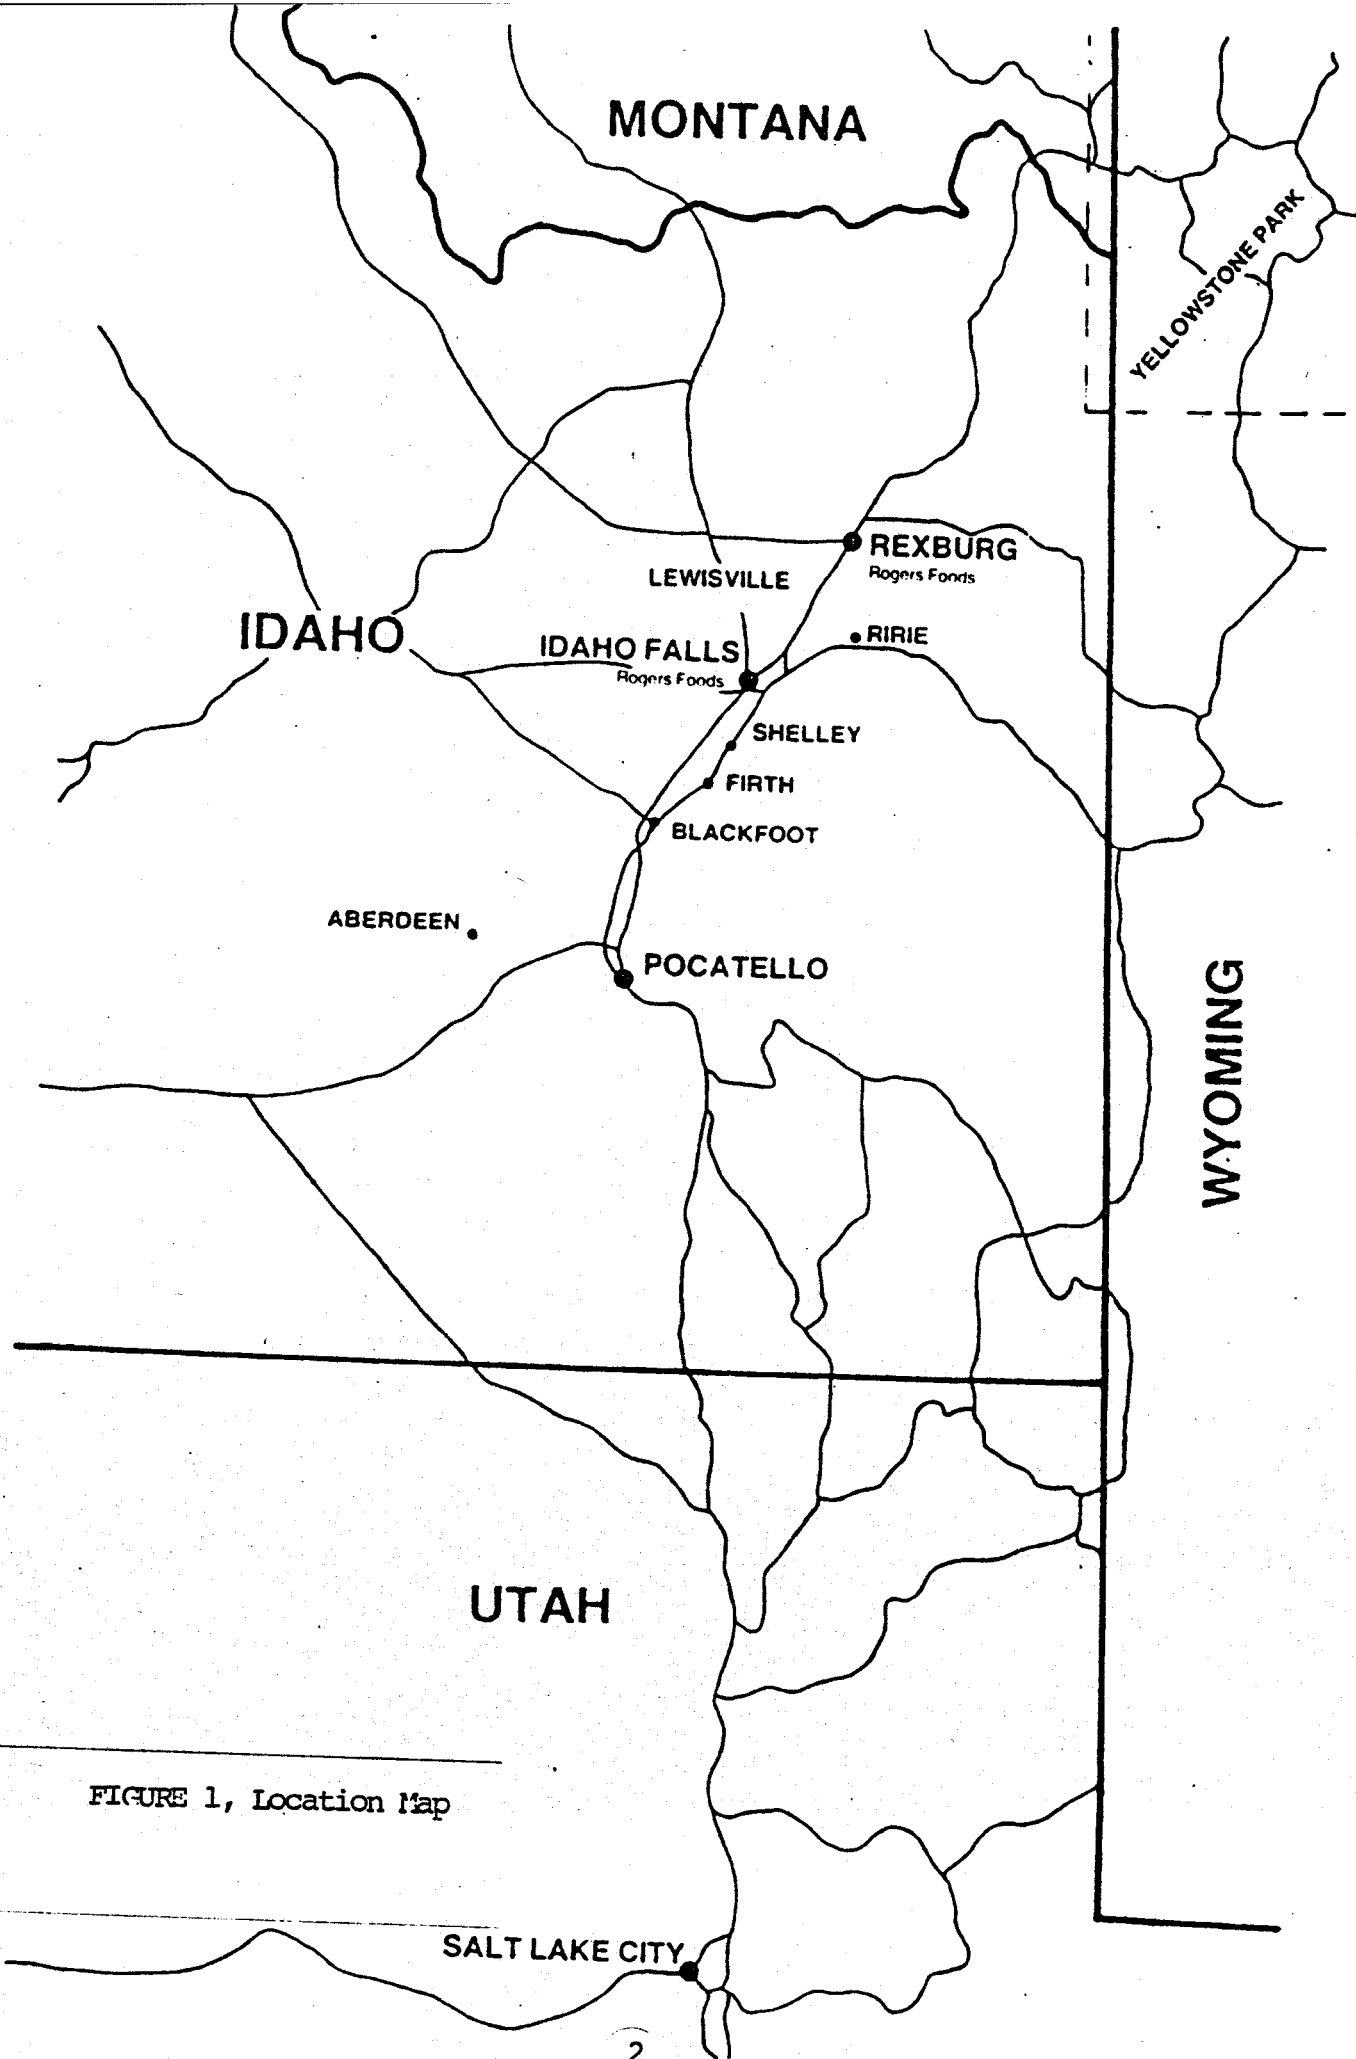 MONTANA
YELLOWSTONE PARK
REXBURG
Rogers Foods
LEWISVILLE
IDAHO
IDAHO FALLS
Rogers Foods
RIRIE
SHELLEY
FIRTH
BLACKFOOT
ABERDEEN
POCATELLO
WYOMING
UTAH
FIGURE 1, Location Map
SALT LAKE CITY
2